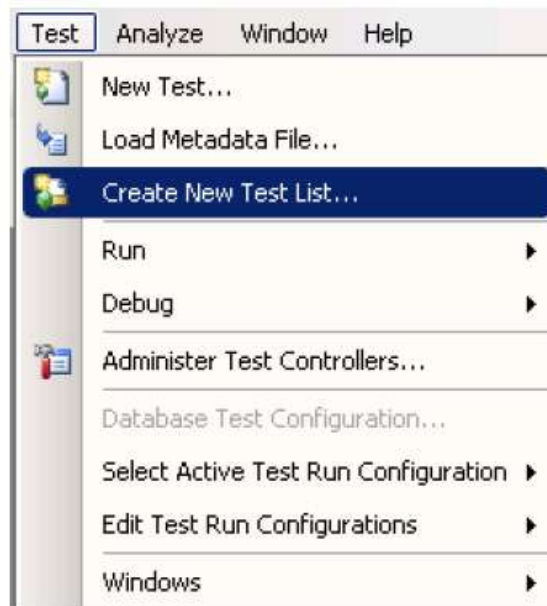 Test Analyze Window Help
New Test...
Load Metadata File...
Create New Test List...
Run
Debug
Administer Test Controllers...
Database Test Configuration...
Select Active Test Run Configuration
Edit Test Run Configurations
Windows